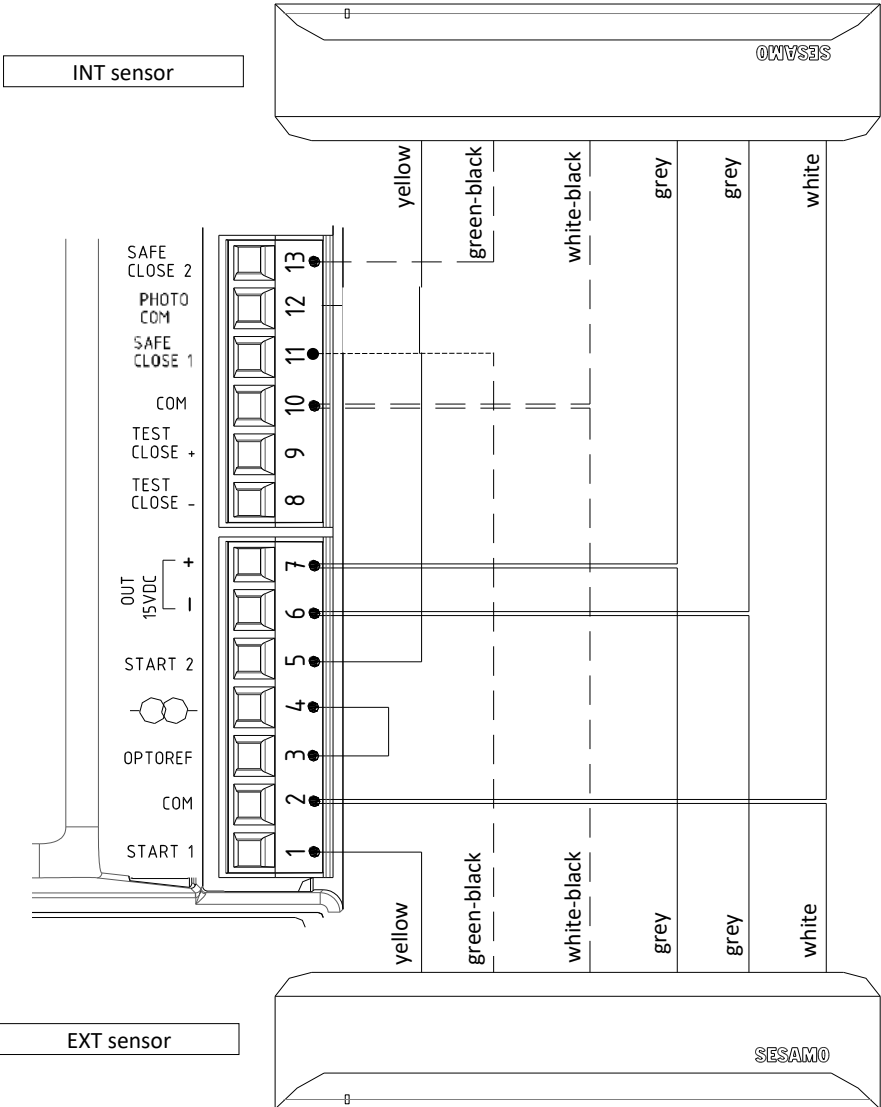 SESAMO
INT sensor
yellow
green-black
white-black
grey
grey
white
SAFE
CLOSE 2
13
PHOTO
COM
12
SAFE
CLOSE 1
11
COM
10
TEST
CLOSE +
9
TEST
CLOSE -
8
OUT
15VDC
+
7
-
6
START 2
5
4
OPTOREF
3
COM
2
START 1
1
yellow
green-black
white-black
grey
grey
white
EXT sensor
SESAMO